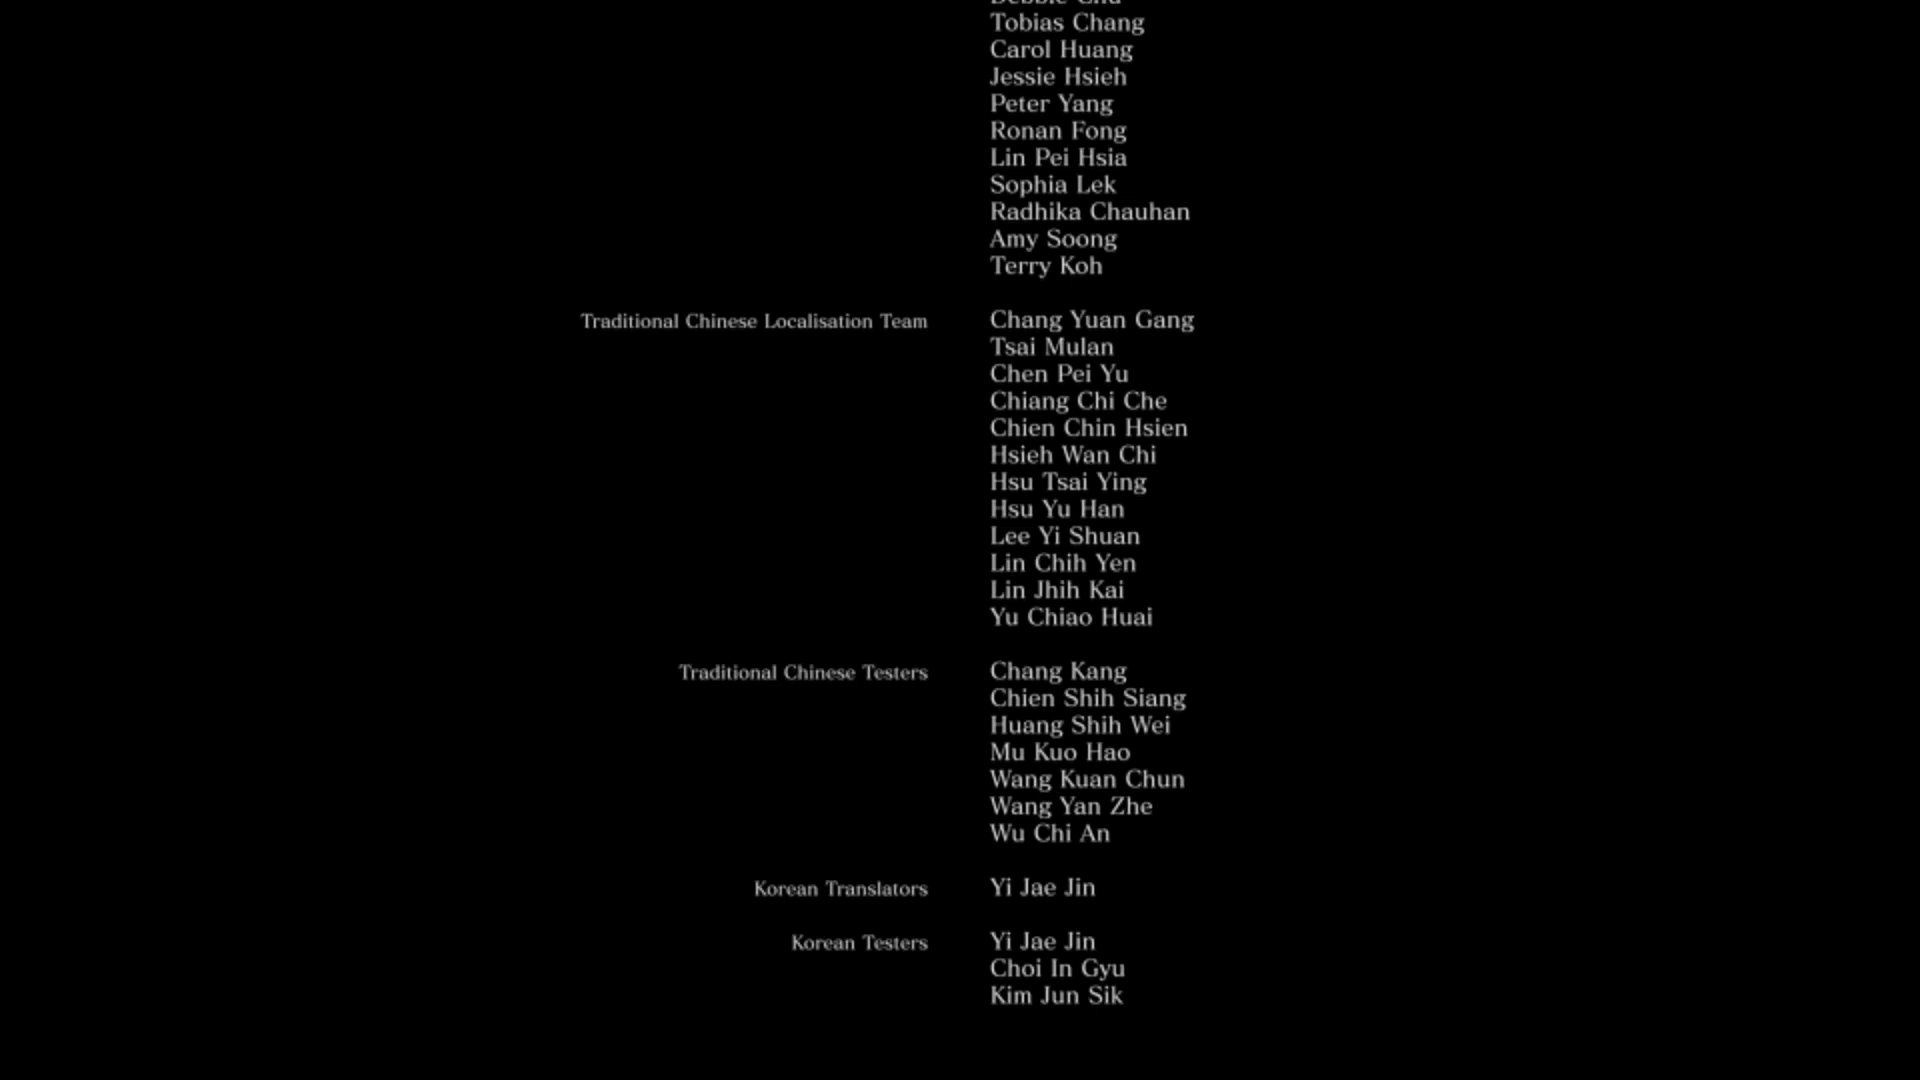 Tobias Chang
Carol Huang
Jessie Hsieh
Peter Yang
Ronan Fong
Lin Pei Hsia
Sophia Lek
Radhika Chauhan
Amy Soong
Terry Koh
Traditional Chinese Localisation Team Chang Yuan Gang
Tsai Mulan
Chen Pei Yu
Chiang Chi Che
Chien Chin Hsien
Hsieh Wan Chi
Hsu Tsai Ying
Hsu Yu Han
Lee Yi Shuan
Lin Chih Yen
Lin Jhih Kai
Yu Chiao Huai
Traditional Chinese Testers Chang Kang
Chien Shih Siang
Huang Shih Wei
Mu Kuo Hao
Wang Kuan Chun
Wang Yan Zhe
Wu Chi An
Korean Translators Yi Jae Jin
Korean Testers Yi Jae Jin
Choi In Gyu
Kim Jun Sik